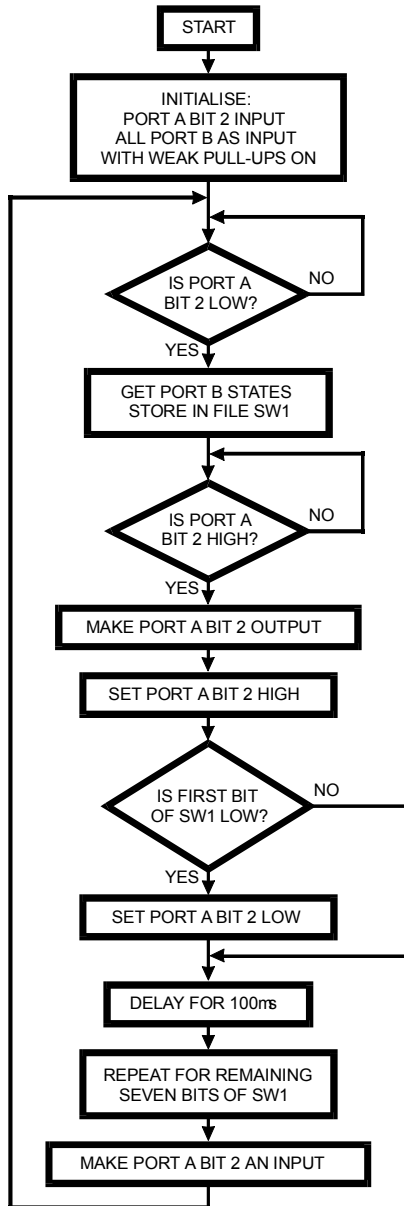 START
INITIALISE:
PORT A BIT 2 INPUT
ALL PORT B AS INPUT
WITH WEAK PULL-UPS ON
IS PORT A
BIT 2 LOW?
NO
YES
GET PORT B STATES
STORE IN FILE SW1
IS PORT A
BIT 2 HIGH?
NO
YES
MAKE PORT A BIT 2 OUTPUT
SET PORT A BIT 2 HIGH
IS FIRST BIT
OF SW1 LOW?
NO
YES
SET PORT A BIT 2 LOW
DELAY FOR 100ms
REPEAT FOR REMAINING
SEVEN BITS OF SW1
MAKE PORT A BIT 2 AN INPUT